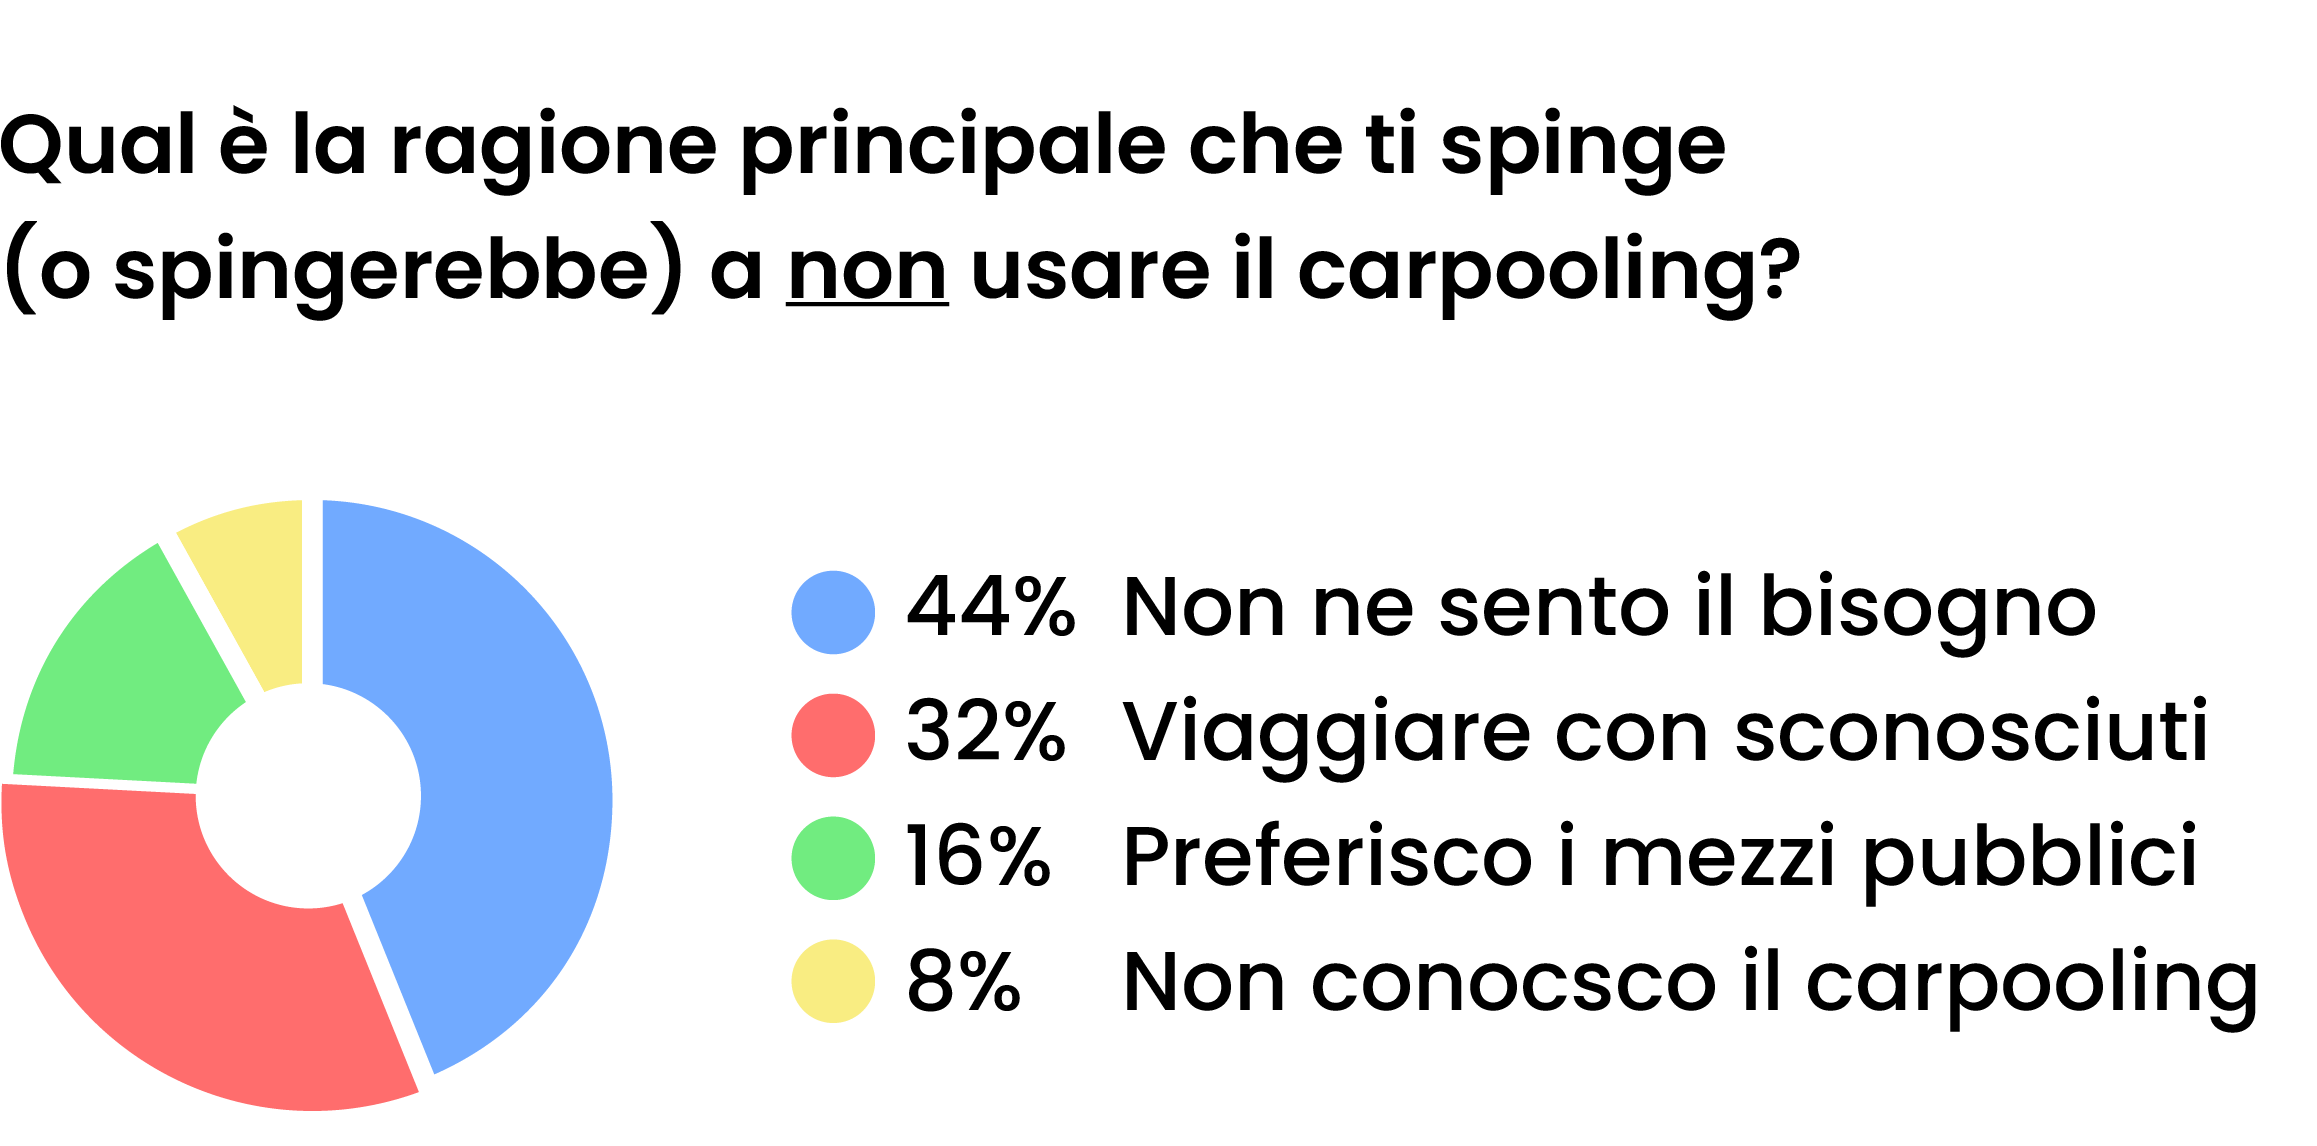 Qual è la ragione principale che ti spinge
(o spingerebbe) a non usare il carpooling?
44% Non ne sento il bisogno
32% Viaggiare con sconosciuti
16% Preferisco i mezzi pubblici
8% Non conocsco il carpooling